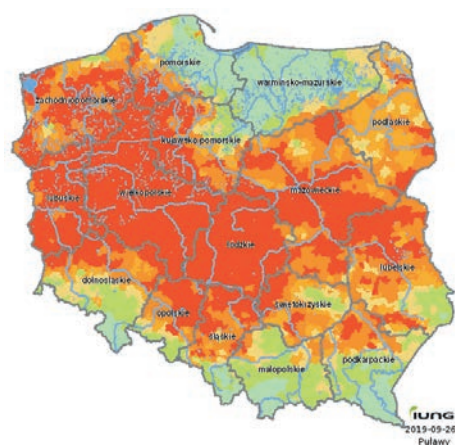 pomorskie
warmińsko-mazurskie
zachodniopomorskie
podlaskie
kujawsko-pomorskie
mazowieckie
wielkopolskie
lubuskie
łódzkie
lubelskie
dolnośląskie
świętokrzyskie
opolskie
śląskie
podkarpackie
małopolskie
IUNG
2019-09-26
Puławy